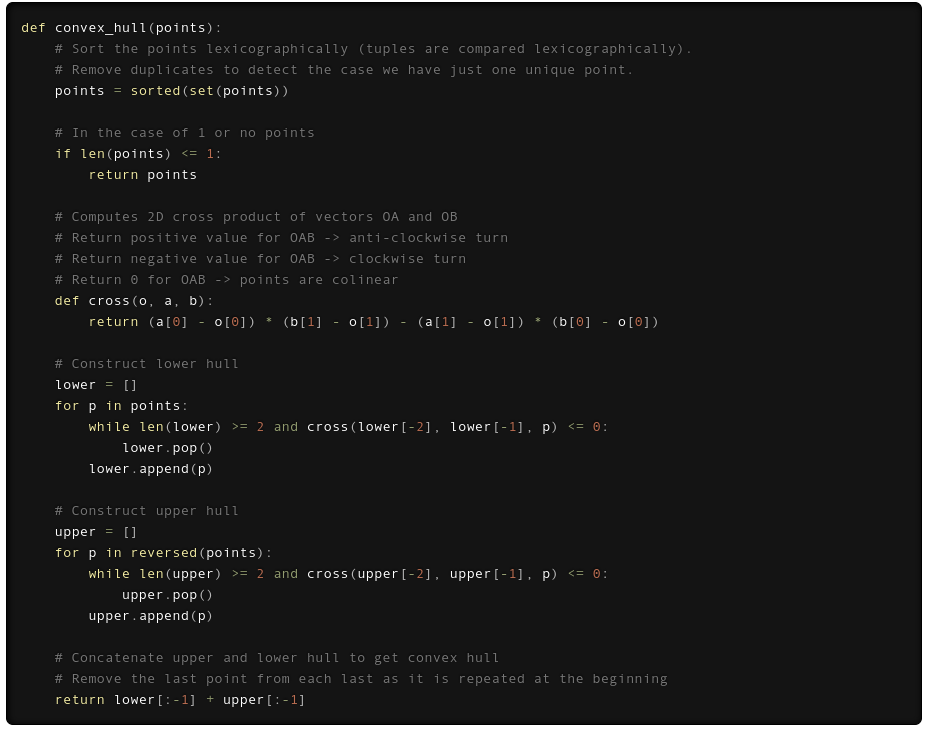 def convex_hull(points):
    # Sort the points lexicographically (tuples are compared lexicographically).
    # Remove duplicates to detect the case we have just one unique point.
    points = sorted(set(points))

    # In the case of 1 or no points
    if len(points) <= 1:
        return points

    # Computes 2D cross product of vectors OA and OB
    # Return positive value for OAB -> anti-clockwise turn
    # Return negative value for OAB -> clockwise turn
    # Return 0 for OAB -> points are colinear
    def cross(o, a, b):
        return (a[0] - o[0]) * (b[1] - o[1]) - (a[1] - o[1]) * (b[0] - o[0])

    # Construct lower hull
    lower = []
    for p in points:
        while len(lower) >= 2 and cross(lower[-2], lower[-1], p) <= 0:
            lower.pop()
        lower.append(p)

    # Construct upper hull
    upper = []
    for p in reversed(points):
        while len(upper) >= 2 and cross(upper[-2], upper[-1], p) <= 0:
            upper.pop()
        upper.append(p)

    # Concatenate upper and lower hull to get convex hull
    # Remove the last point from each last as it is repeated at the beginning
    return lower[:-1] + upper[:-1]